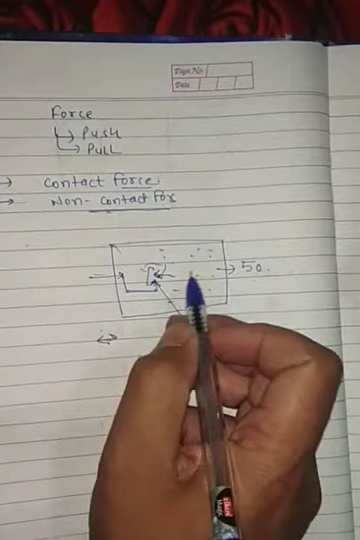 Page No.
Date
Force
→ Push
→ PULL
→ Contact force
→ Non-Contact For
→ 50.